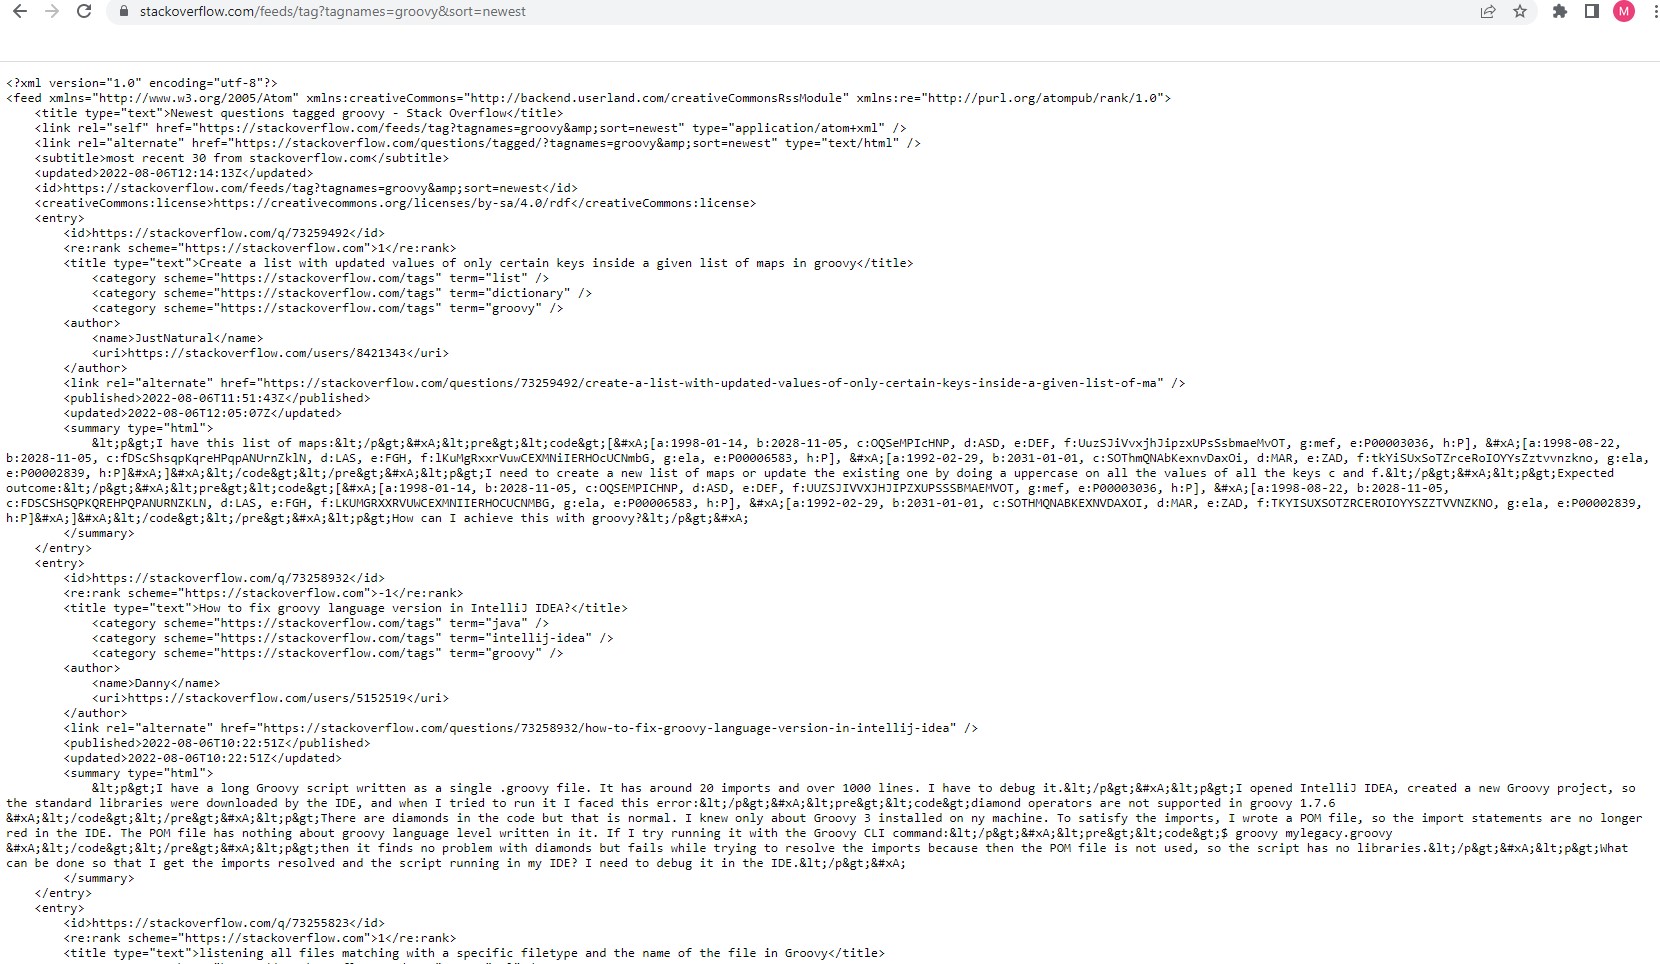 stackoverflow.com/feeds/tag?tagnames=groovy&sort=newest
M
<?xml version="1.0" encoding="utf-8"?>
<feed xmlns="http://www.w3.org/2005/Atom" xmlns:creativeCommons="http://backend.userland.com/creativeCommonsRssModule" xmlns:re="http://purl.org/atompub/rank/1.0">
<title type="text">Newest questions tagged groovy - Stack Overflow</title>
<link rel="self" href="https://stackoverflow.com/feeds/tag?tagnames=groovy&amp;sort=newest" type="application/atom+xml" />
<link rel="alternate" href="https://stackoverflow.com/questions/tagged/?tagnames=groovy&amp;sort=newest" type="text/html" />
<subtitle>most recent 30 from stackoverflow.com</subtitle>
<updated>2022-08-06T12:14:13Z</updated>
<id>https://stackoverflow.com/feeds/tag?tagnames=groovy&amp;sort=newest</id>
<creativeCommons:license>https://creativecommons.org/licenses/by-sa/4.0/rdf</creativeCommons:license>
<entry>
<id>https://stackoverflow.com/q/73259492</id>
<re:rank scheme="https://stackoverflow.com">1</re:rank>
<title type="text">Create a list with updated values of only certain keys inside a given list of maps in groovy</title>
<category scheme="https://stackoverflow.com/tags" term="list" />
<category scheme="https://stackoverflow.com/tags" term="dictionary" />
<category scheme="https://stackoverflow.com/tags" term="groovy" />
<author>
<name>JustNatural</name>
<uri>https://stackoverflow.com/users/8421343</uri>
</author>
<link rel="alternate" href="https://stackoverflow.com/questions/73259492/create-a-list-with-updated-values-of-only-certain-keys-inside-a-given-list-of-ma" />
<published>2022-08-06T11:51:43Z</published>
<updated>2022-08-06T12:05:07Z</updated>
<summary type="html">
&lt;p&gt;I have this list of maps:&lt;/p&gt;&#xA;&lt;pre&gt;&lt;code&gt;[&#xA;[a:1998-01-14, b:2028-11-05, c:OQSeMPIcHNP, d:ASD, e:DEF, f:UuzSJiVvxjhJipzxUPsSsbmaeMvOT, g:mef, e:P00003036, h:P], &#xA;[a:1998-08-22,
b:2028-11-05, c:fDScShsqpKqreHPqpANUrnZklN, d:LAS, e:FGH, f:lKuMgRxxrVuwCEXMNiIERHOcUCNmbG, g:ela, e:P00006583, h:P], &#xA;[a:1992-02-29, b:2031-01-01, c:SOThmQNAbKexnvDaxOi, d:MAR, e:ZAD, f:tkYiSUxSoTZrceRoIOYYsZztvvnzkno, g:ela,
e:P00002839, h:P]&#xA;]&#xA;&lt;/code&gt;&lt;/pre&gt;&#xA;&lt;p&gt;I need to create a new list of maps or update the existing one by doing a uppercase on all the values of all the keys c and f.&lt;/p&gt;&#xA;&lt;p&gt;Expected
outcome:&lt;/p&gt;&#xA;&lt;pre&gt;&lt;code&gt;[&#xA;[a:1998-01-14, b:2028-11-05, c:OQSEMPICHNP, d:ASD, e:DEF, f:UUZSJIVVXJHJIPZXUPSSSBMAEMVOT, g:mef, e:P00003036, h:P], &#xA;[a:1998-08-22, b:2028-11-05,
c:FDSCSHSQPKQREHPQPANURNZKLN, d:LAS, e:FGH, f:LKUMGRXXRVUWCEXMNIIERHOCUCNMBG, g:ela, e:P00006583, h:P], &#xA;[a:1992-02-29, b:2031-01-01, c:SOTHMQNABKEXNVDAXOI, d:MAR, e:ZAD, f:TKYISUXSOTZRCEROIOYYSZZTVVNZKNO, g:ela, e:P00002839,
h:P]&#xA;]&#xA;&lt;/code&gt;&lt;/pre&gt;&#xA;&lt;p&gt;How can I achieve this with groovy?&lt;/p&gt;&#xA;
</summary>
</entry>
<entry>
<id>https://stackoverflow.com/q/73258932</id>
<re:rank scheme="https://stackoverflow.com">-1</re:rank>
<title type="text">How to fix groovy language version in IntelliJ IDEA?</title>
<category scheme="https://stackoverflow.com/tags" term="java" />
<category scheme="https://stackoverflow.com/tags" term="intellij-idea" />
<category scheme="https://stackoverflow.com/tags" term="groovy" />
<author>
<name>Danny</name>
<uri>https://stackoverflow.com/users/5152519</uri>
</author>
<link rel="alternate" href="https://stackoverflow.com/questions/73258932/how-to-fix-groovy-language-version-in-intellij-idea" />
<published>2022-08-06T10:22:51Z</published>
<updated>2022-08-06T10:22:51Z</updated>
<summary type="html">
&lt;p&gt;I have a long Groovy script written as a single .groovy file. It has around 20 imports and over 1000 lines. I have to debug it.&lt;/p&gt;&#xA;&lt;p&gt;I opened IntelliJ IDEA, created a new Groovy project, so
the standard libraries were downloaded by the IDE, and when I tried to run it I faced this error:&lt;/p&gt;&#xA;&lt;pre&gt;&lt;code&gt;diamond operators are not supported in groovy 1.7.6
&#xA;&lt;/code&gt;&lt;/pre&gt;&#xA;&lt;p&gt;There are diamonds in the code but that is normal. I knew only about Groovy 3 installed on ny machine. To satisfy the imports, I wrote a POM file, so the import statements are no longer
red in the IDE. The POM file has nothing about groovy language level written in it. If I try running it with the Groovy CLI command:&lt;/p&gt;&#xA;&lt;pre&gt;&lt;code&gt;$ groovy mylegacy.groovy
&#xA;&lt;/code&gt;&lt;/pre&gt;&#xA;&lt;p&gt;then it finds no problem with diamonds but fails while trying to resolve the imports because then the POM file is not used, so the script has no libraries.&lt;/p&gt;&#xA;&lt;p&gt;What
can be done so that I get the imports resolved and the script running in my IDE? I need to debug it in the IDE.&lt;/p&gt;&#xA;
</summary>
</entry>
<entry>
<id>https://stackoverflow.com/q/73255823</id>
<re:rank scheme="https://stackoverflow.com">1</re:rank>
<title type="text">listening all files matching with a specific filetype and the name of the file in Groovy</title>